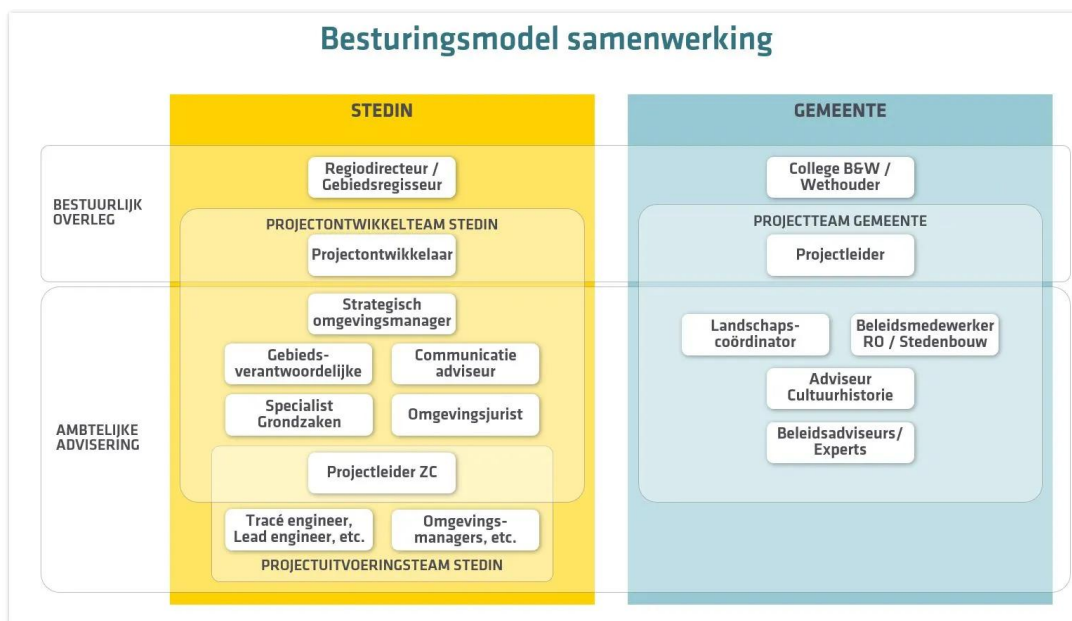 Besturingsmodel samenwerking
STEDIN
GEMEENTE
BESTUURLIJK
OVERLEG
Regiodirecteur /
Gebiedsregisseur
College B&W /
Wethouder
PROJECTONTWIKKELTEAM STEDIN
PROJECTTEAM GEMEENTE
Projectontwikkelaar
Projectleider
AMBTELIJKE
ADVISERING
Strategisch
omgevingsmanager
Gebieds-
verantwoordelijke
Communicatie
adviseur
Specialist
Grondzaken
Omgevingsjurist
Projectleider ZC
Tracé engineer,
Lead engineer, etc.
Omgevings-
managers, etc.
PROJECTUITVOERINGSTEAM STEDIN
Landschaps-
coördinator
Beleidsmedewerker
RO / Stedenbouw
Adviseur
Cultuurhistorie
Beleidsadviseurs/
Experts